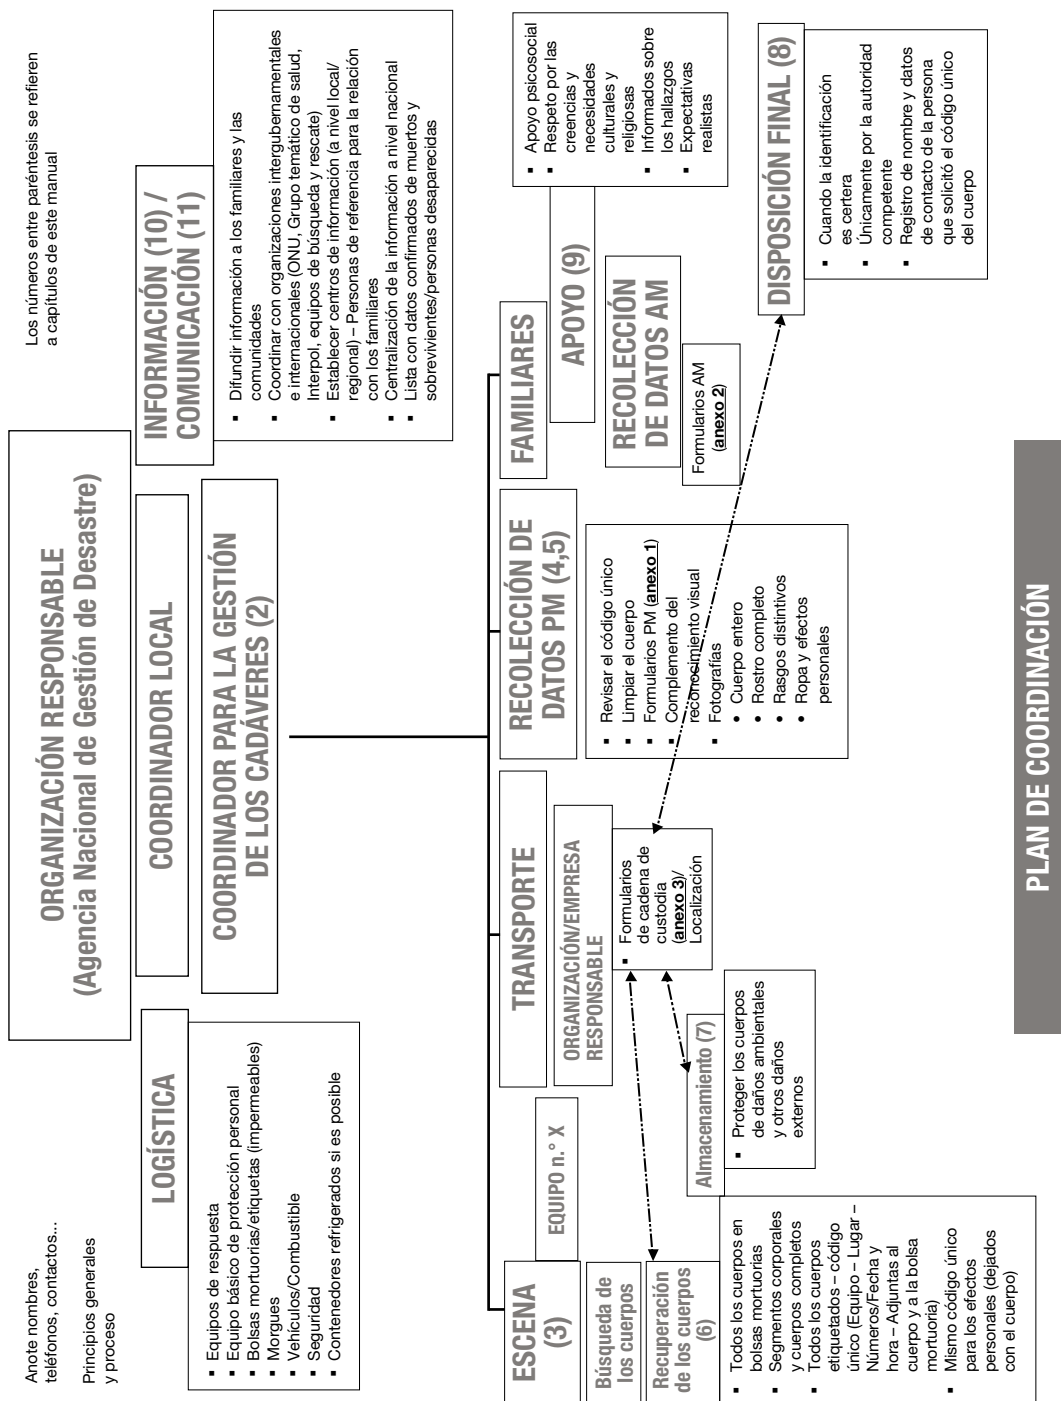 Anote nombres,
teléfonos, contactos...
Principios generales
y proceso
ORGANIZACIÓN RESPONSABLE
(Agencia Nacional de Gestión de Desastre)
Los números entre paréntesis se refieren
a capítulos de este manual
LOGÍSTICA
▪ Equipos de respuesta
▪ Equipo básico de protección personal
▪ Bolsas mortuorias/etiquetas (impermeables)
▪ Morgues
▪ Vehículos/Combustible
▪ Seguridad
▪ Contenedores refrigerados si es posible
COORDINADOR LOCAL
COORDINADOR PARA LA GESTIÓN
DE LOS CADÁVERES (2)
INFORMACIÓN (10) /
COMUNICACIÓN (11)
▪ Difundir información a los familiares y las
comunidades
▪ Coordinar con organizaciones intergubernamentales
e internacionales (ONU, Grupo temático de salud,
Interpol, equipos de búsqueda y rescate)
▪ Establecer centros de información (a nivel local/
regional) – Personas de referencia para la relación
con los familiares
▪ Centralización de la información a nivel nacional
▪ Lista con datos confirmados de muertos y
sobrevivientes/personas desaparecidas
ESCENA
(3)
EQUIPO n.° X
Búsqueda de
los cuerpos
Recuperación
de los cuerpos
(6)
▪ Todos los cuerpos en
bolsas mortuorias
▪ Segmentos corporales
y cuerpos completos
▪ Todos los cuerpos
etiquetados – código
único (Equipo – Lugar –
Números/Fecha y
hora – Adjuntas al
cuerpo y a la bolsa
mortuoria)
▪ Mismo código único
para los efectos
personales (dejados
con el cuerpo)
TRANSPORTE
ORGANIZACIÓN/EMPRESA
RESPONSABLE
▪ Formularios
de cadena de
custodia
(anexo 3)/
Localización
Almacenamiento (7)
▪ Proteger los cuerpos
de daños ambientales
y otros daños
externos
RECOLECCIÓN DE
DATOS PM (4,5)
▪ Revisar el código único
▪ Limpiar el cuerpo
▪ Formularios PM (anexo 1)
▪ Complemento del
reconocimiento visual
▪ Fotografías
• Cuerpo entero
• Rostro completo
• Rasgos distintivos
• Ropa y efectos
personales
FAMILIARES
APOYO (9)
▪ Apoyo psicosocial
▪ Respeto por las
creencias y
necesidades
culturales y
religiosas
▪ Informados sobre
los hallazgos
▪ Expectativas
realistas
RECOLECCIÓN
DE DATOS AM
Formularios AM
(anexo 2)
DISPOSICIÓN FINAL (8)
▪ Cuando la identificación
es certera
▪ Únicamente por la autoridad
competente
▪ Registro de nombre y datos
de contacto de la persona
que solicitó el código único
del cuerpo
PLAN DE COORDINACIÓN